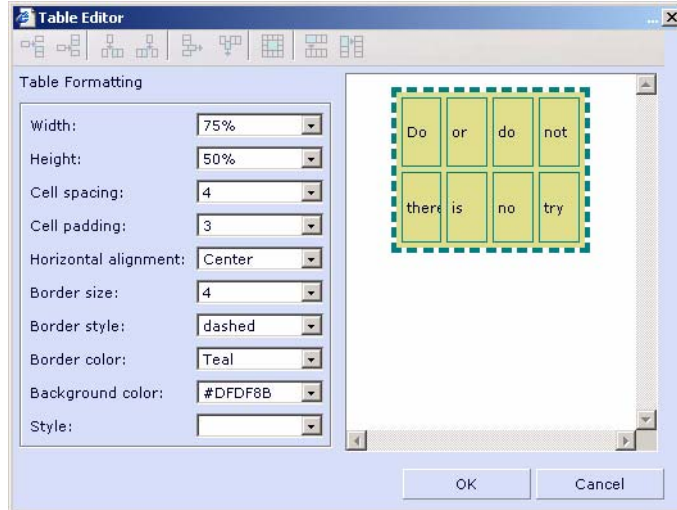 Table Editor
Table Formatting
Width: 75%
Height: 50%
Cell spacing: 4
Cell padding: 3
Horizontal alignment: Center
Border size: 4
Border style: dashed
Border color: Teal
Background color: #DFDF8B
Style:
Do or do not
there is no try
OK Cancel